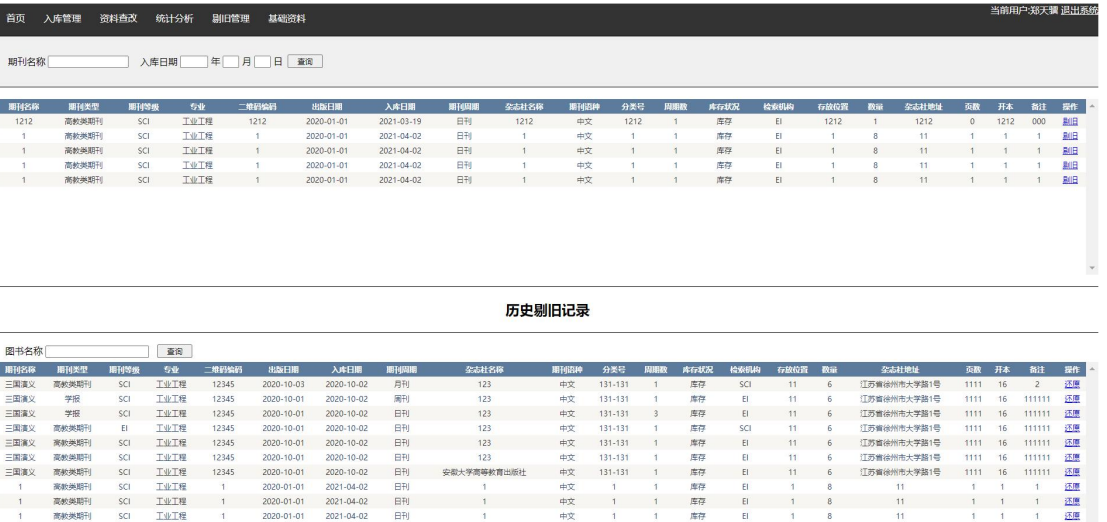 当前用户:郑天骥 退出系统
首页 入库管理 资料查改 统计分析 剔旧管理 基础资料
期刊名称 入库日期 年 月 日 查询
期刊名称 期刊类型 期刊等级 专业 二维码编码 出版日期 入库日期 期刊周期 杂志社名称 期刊语种 分类号 周期数 库存状况 检索机构 存放位置 数量 杂志社地址 页数 开本 备注 操作
1212 高教类期刊 SCI 工业工程 1212 2020-01-01 2021-03-19 日刊 1212 中文 1212 1 库存 EI 1212 1 1212 0 1212 000 剔旧
1 高教类期刊 SCI 工业工程 1 2020-01-01 2021-04-02 日刊 1 中文 1 1 库存 EI 1 8 11 1 1 1 剔旧
1 高教类期刊 SCI 工业工程 1 2020-01-01 2021-04-02 日刊 1 中文 1 1 库存 EI 1 8 11 1 1 1 剔旧
1 高教类期刊 SCI 工业工程 1 2020-01-01 2021-04-02 日刊 1 中文 1 1 库存 EI 1 8 11 1 1 1 剔旧
1 高教类期刊 SCI 工业工程 1 2020-01-01 2021-04-02 日刊 1 中文 1 1 库存 EI 1 8 11 1 1 1 剔旧
历史剔旧记录
图书名称 查询
期刊名称 期刊类型 期刊等级 专业 二维码编码 出版日期 入库日期 期刊周期 杂志社名称 期刊语种 分类号 周期数 库存状况 检索机构 存放位置 数量 杂志社地址 页数 开本 备注 操作
三国演义 高教类期刊 SCI 工业工程 12345 2020-10-03 2020-10-02 月刊 123 中文 131-131 1 库存 SCI 11 6 江苏省徐州市大学路1号 1111 16 2 还原
三国演义 学报 SCI 工业工程 12345 2020-10-01 2020-10-02 周刊 123 中文 131-131 1 库存 EI 11 6 江苏省徐州市大学路1号 1111 16 111111 还原
三国演义 学报 SCI 工业工程 12345 2020-10-01 2020-10-02 日刊 123 中文 131-131 3 库存 EI 11 6 江苏省徐州市大学路1号 1111 16 111111 还原
三国演义 高教类期刊 EI 工业工程 12345 2020-10-01 2020-10-02 日刊 123 中文 131-131 1 库存 SCI 11 6 江苏省徐州市大学路1号 1111 16 111111 还原
三国演义 高教类期刊 SCI 工业工程 12345 2020-10-01 2020-10-02 日刊 123 中文 131-131 1 库存 EI 11 6 江苏省徐州市大学路1号 1111 16 111111 还原
三国演义 高教类期刊 SCI 工业工程 12345 2020-10-01 2020-10-02 日刊 123 中文 131-131 1 库存 EI 11 6 江苏省徐州市大学路1号 1111 16 111111 还原
三国演义 高教类期刊 SCI 工业工程 12345 2020-10-01 2020-10-02 日刊 安徽大学高等教育出版社 中文 131-131 1 库存 EI 11 6 江苏省徐州市大学路1号 1111 16 111111 还原
1 高教类期刊 SCI 工业工程 1 2020-01-01 2021-04-02 日刊 1 中文 1 1 库存 EI 1 8 11 1 1 1 还原
1 高教类期刊 SCI 工业工程 1 2020-01-01 2021-04-02 日刊 1 中文 1 1 库存 EI 1 8 11 1 1 1 还原
1 高教类期刊 SCI 工业工程 1 2020-01-01 2021-04-02 日刊 1 中文 1 1 库存 EI 1 8 11 1 1 1 还原